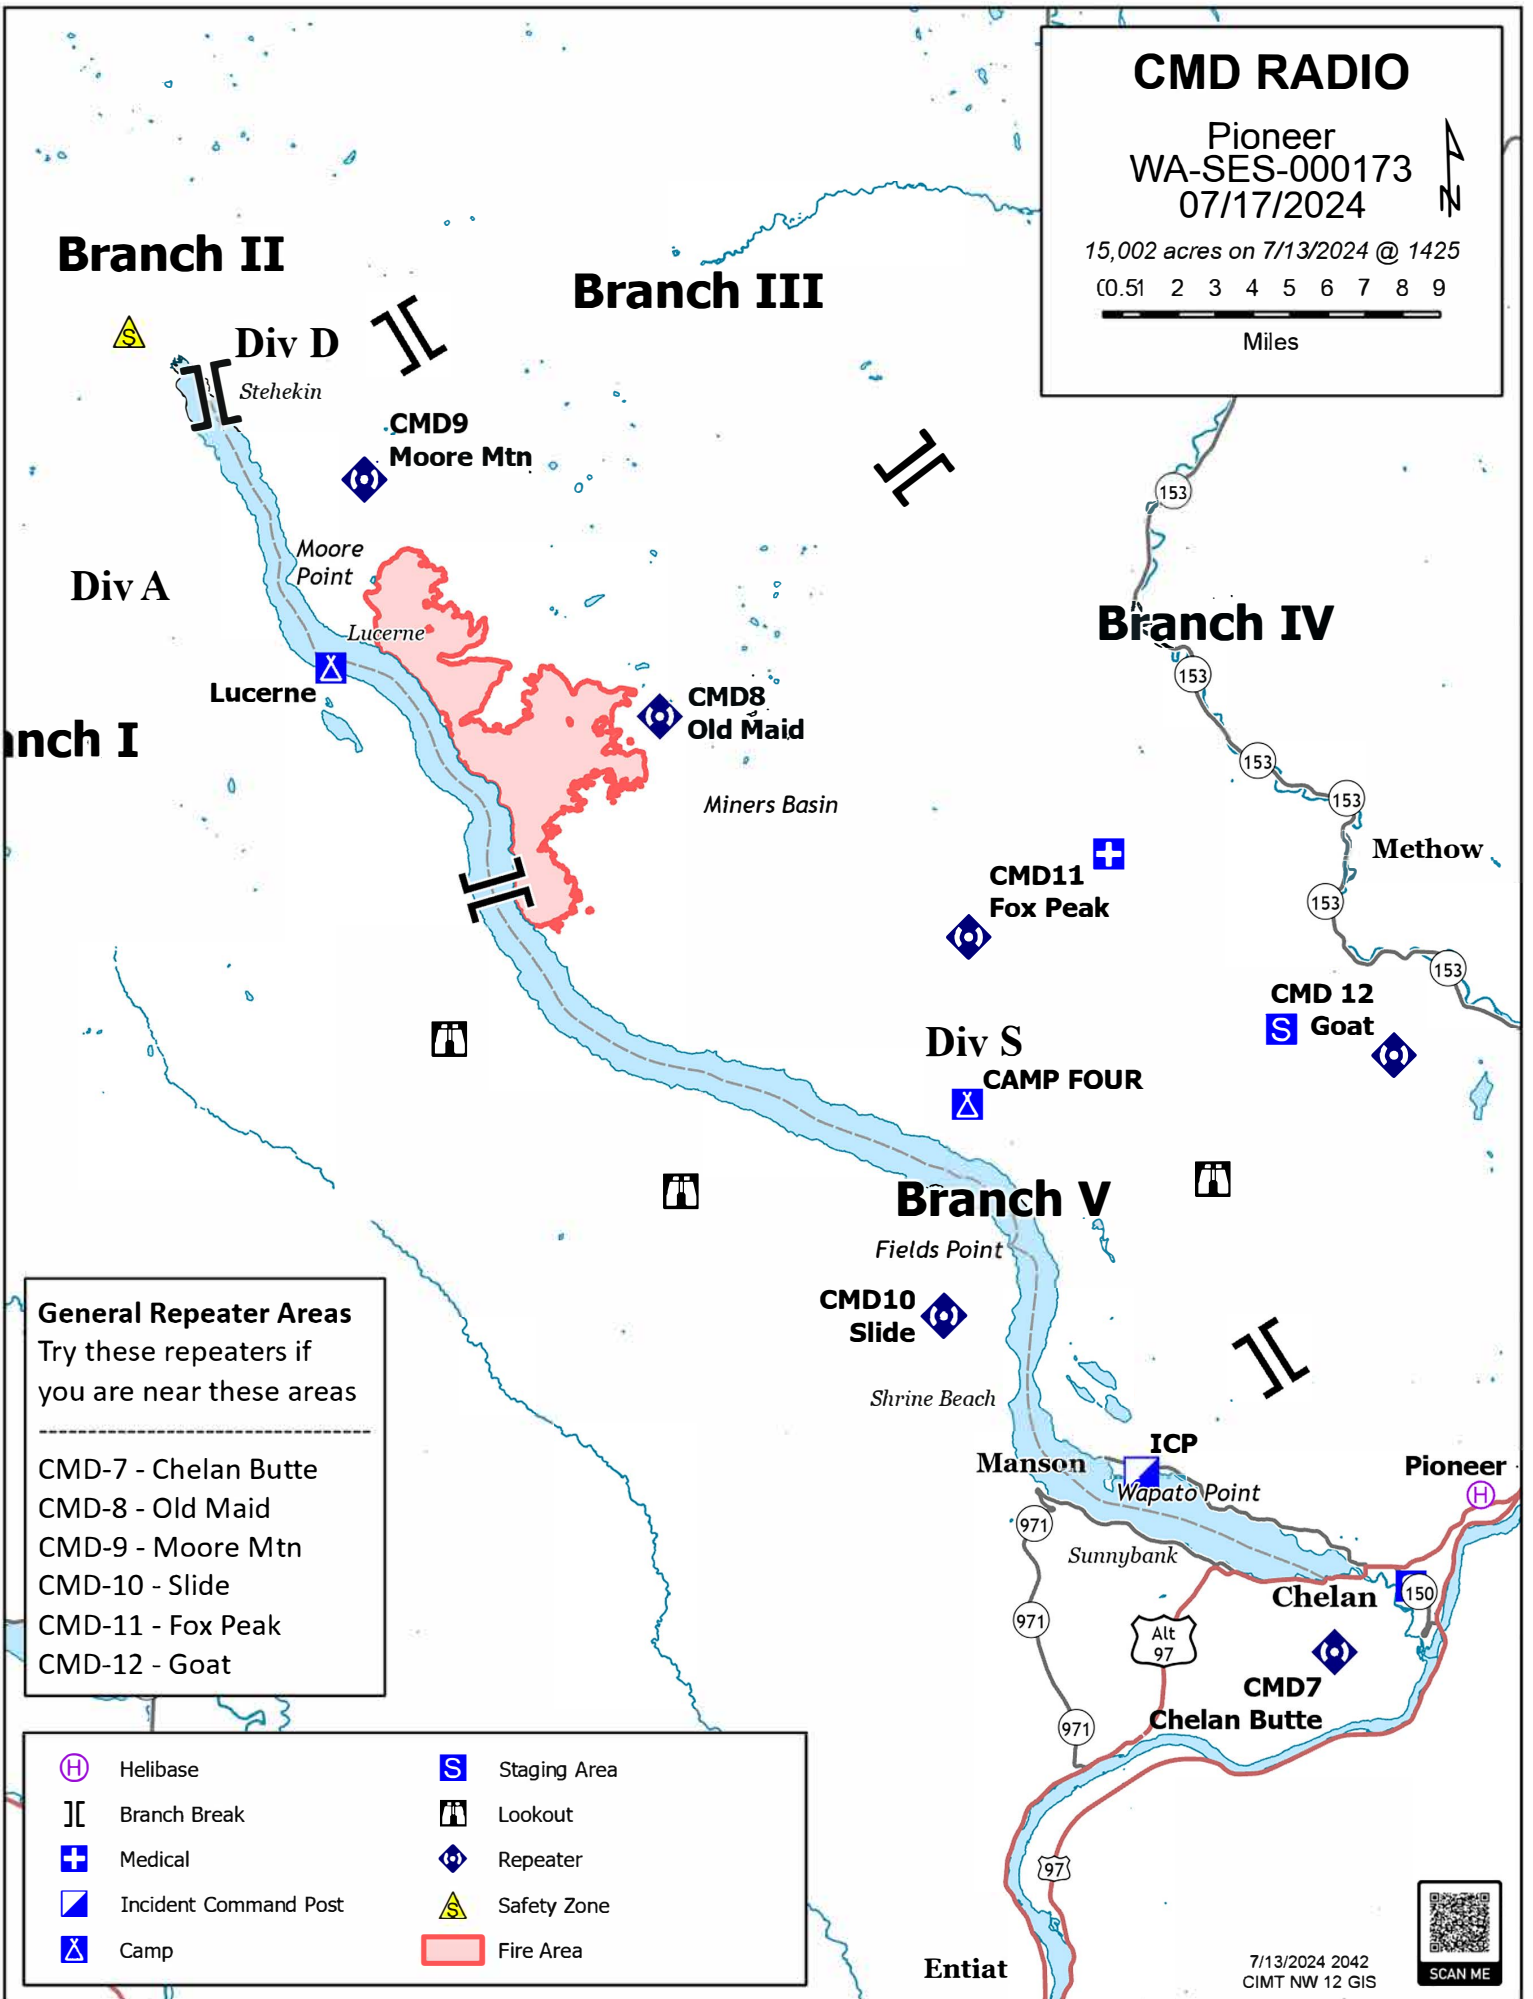 CMD RADIO
Pioneer
WA-SES-000173
07/17/2024
N
15,002 acres on 7/13/2024 @ 1425
00.51 2 3 4 5 6 7 8 9
Miles
Branch II
Branch III
S
Div D
Stehekin
CMD9
Moore Mtn
153
Moore
Point
Div A
Branch IV
Lucerne
153
Lucerne
CMD8
Old Maid
anch I
153
153
Miners Basin
Methow
CMD11
Fox Peak
153
153
CMD 12
S Goat
Div S
CAMP FOUR
Branch V
Fields Point
CMD10
Slide
Shrine Beach
ICP
Manson
Pioneer
H
Wapato Point
971
Sunnybank
Chelan
150
971
Alt
97
CMD7
Chelan Butte
971
97
Entiat
General Repeater Areas
Try these repeaters if
you are near these areas
------------------------------------
CMD-7 - Chelan Butte
CMD-8 - Old Maid
CMD-9 - Moore Mtn
CMD-10 - Slide
CMD-11 - Fox Peak
CMD-12 - Goat
H Helibase
][ Branch Break
Medical
Incident Command Post
Camp
S Staging Area
Lookout
Repeater
S Safety Zone
Fire Area
7/13/2024 2042
CIMT NW 12 GIS
SCAN ME